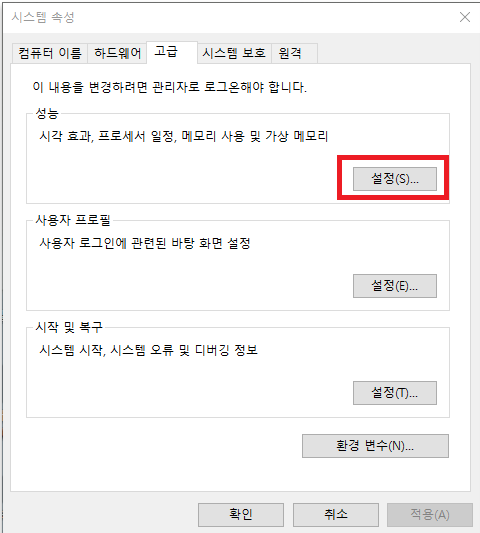 시스템 속성
컴퓨터 이름 하드웨어 고급 시스템 보호 원격
이 내용을 변경하려면 관리자로 로그온해야 합니다.
성능
시각 효과, 프로세서 일정, 메모리 사용 및 가상 메모리
설정(S)...
사용자 프로필
사용자 로그인에 관련된 바탕 화면 설정
설정(E)...
시작 및 복구
시스템 시작, 시스템 오류 및 디버깅 정보
설정(T)...
환경 변수(N)...
확인 취소 적용(A)